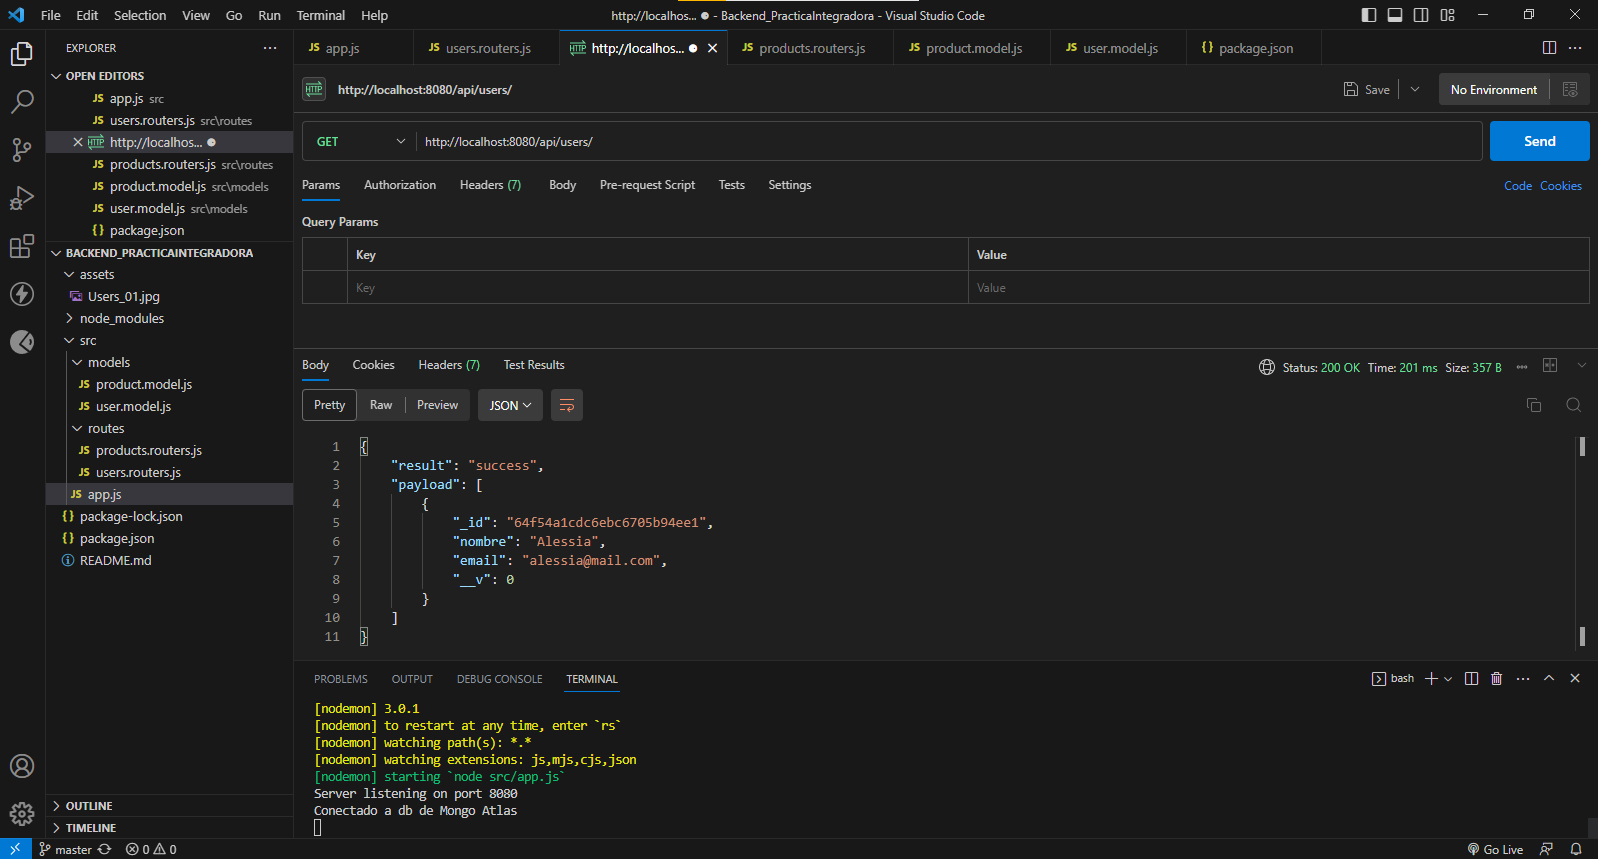 File Edit Selection View Go Run Terminal Help
http://localhos... ● - Backend_PracticaIntegradora - Visual Studio Code
EXPLORER ...
OPEN EDITORS
JS app.js src
JS users.routers.js src\routes
HTTP http://localhos... ●
JS products.routers.js src\routes
JS product.model.js src\models
JS user.model.js src\models
{} package.json
BACKEND_PRACTICAINTEGRADORA
assets
Users_01.jpg
node_modules
src
models
JS product.model.js
JS user.model.js
routes
JS products.routers.js
JS users.routers.js
JS app.js
{} package-lock.json
{} package.json
README.md
OUTLINE
TIMELINE
JS app.js JS users.routers.js HTTP http://localhos... ● JS products.routers.js JS product.model.js JS user.model.js {} package.json
HTTP http://localhost:8080/api/users/ Save No Environment
GET http://localhost:8080/api/users/ Send
Params Authorization Headers (7) Body Pre-request Script Tests Settings Code Cookies
Query Params
Key Value
Key Value
Body Cookies Headers (7) Test Results Status: 200 OK Time: 201 ms Size: 357 B
Pretty Raw Preview JSON
1 {
2 "result": "success",
3 "payload": [
4 {
5 "_id": "64f54a1cdc6ebc6705b94ee1",
6 "nombre": "Alessia",
7 "email": "alessia@mail.com",
8 "__v": 0
9 }
10 ]
11 }
PROBLEMS OUTPUT DEBUG CONSOLE TERMINAL bash
[nodemon] 3.0.1
[nodemon] to restart at any time, enter `rs`
[nodemon] watching path(s): *.*
[nodemon] watching extensions: js,mjs,cjs,json
[nodemon] starting `node src/app.js`
Server listening on port 8080
Conectado a db de Mongo Atlas
master 0 0 Go Live